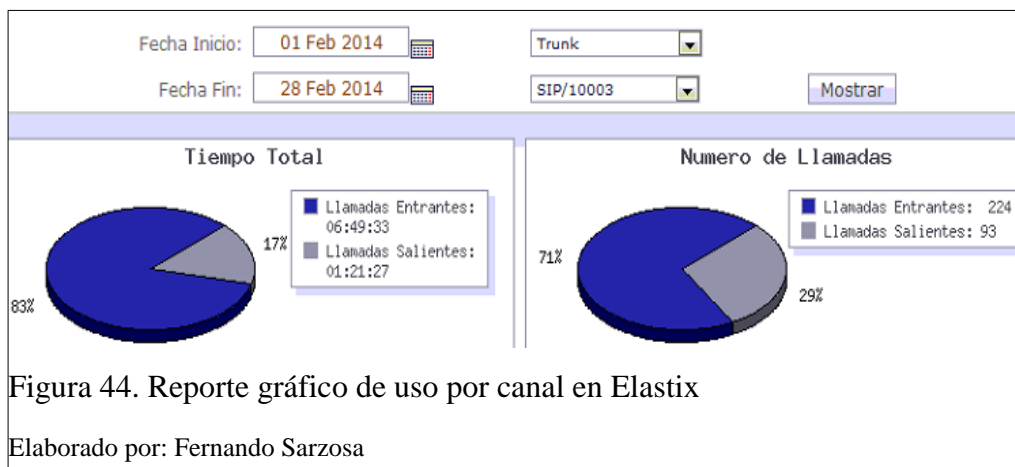 Fecha Inicio: 01 Feb 2014 Trunk
Fecha Fin: 28 Feb 2014 SIP/10003 Mostrar
Tiempo Total
Llamadas Entrantes:
06:49:33
Llamadas Salientes:
01:21:27
17%
83%
Numero de Llamadas
Llamadas Entrantes: 224
Llamadas Salientes: 93
71%
29%
Figura 44. Reporte gráfico de uso por canal en Elastix
Elaborado por: Fernando Sarzosa